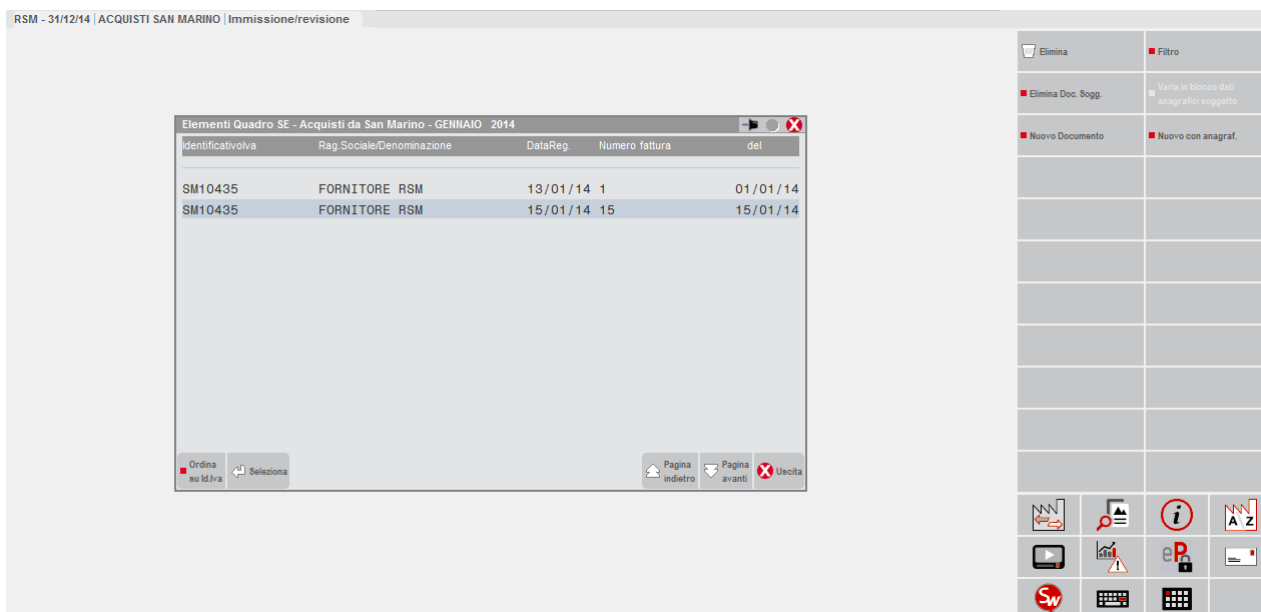 RSM - 31/12/14 | ACQUISTI SAN MARINO | Immissione/revisione
Elimina
Filtro
Elimina Doc. Sogg.
Varia in blocco dati
anagrafici soggetto
Nuovo Documento
Nuovo con anagraf.
Elementi Quadro SE - Acquisti da San Marino - GENNAIO 2014
IdentificativoIva Rag.Sociale/Denominazione DataReg. Numero fattura del
SM10435 FORNITORE RSM 13/01/14 1 01/01/14
SM10435 FORNITORE RSM 15/01/14 15 15/01/14
Ordina
su Id.Iva
Seleziona
Pagina
indietro
Pagina
avanti
Uscita
i
A Z
eP
Sw